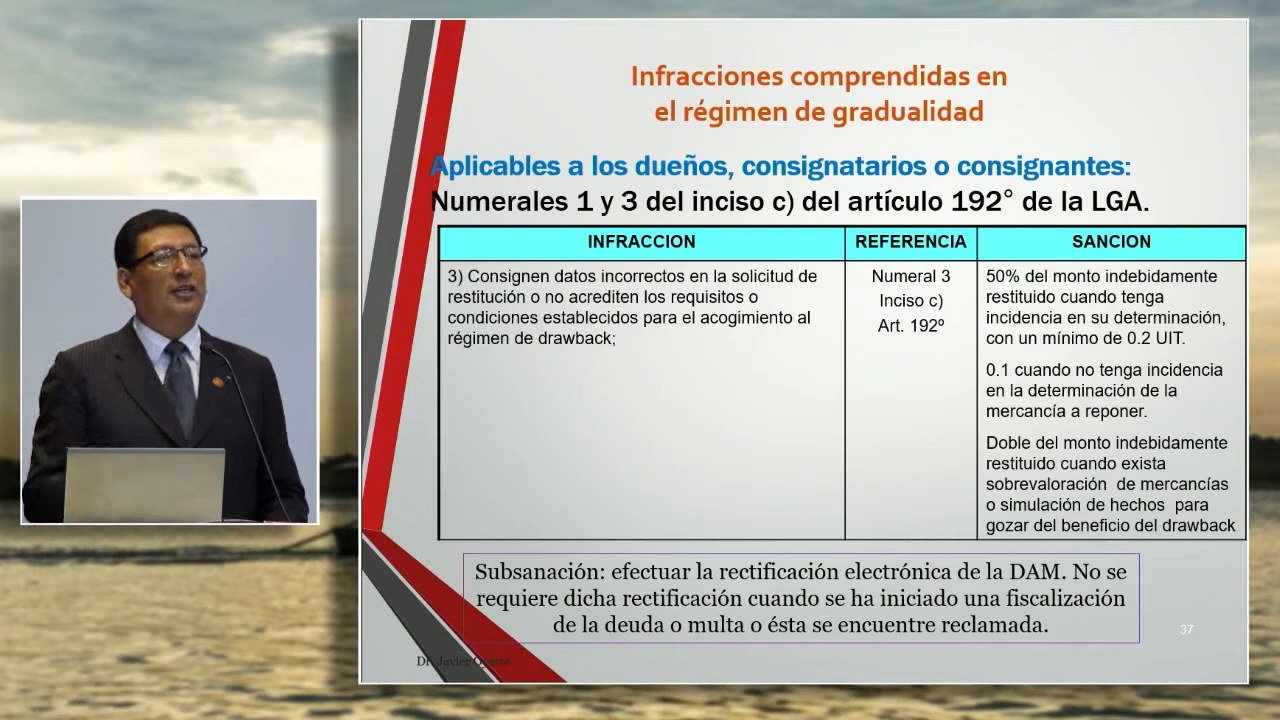 Infracciones comprendidas en
el régimen de gradualidad
Aplicables a los dueños, consignatarios o consignantes:
Numerales 1 y 3 del inciso c) del artículo 192° de la LGA.
INFRACCION
REFERENCIA
SANCION
3) Consignen datos incorrectos en la solicitud de
restitución o no acrediten los requisitos o
condiciones establecidos para el acogimiento al
régimen de drawback;
Numeral 3
Inciso c)
Art. 192º
50% del monto indebidamente
restituido cuando tenga
incidencia en su determinación,
con un mínimo de 0.2 UIT.
0.1 cuando no tenga incidencia
en la determinación de la
mercancía a reponer.
Doble del monto indebidamente
restituido cuando exista
sobrevaloración de mercancías
o simulación de hechos para
gozar del beneficio del drawback
Subsanación: efectuar la rectificación electrónica de la DAM. No se
requiere dicha rectificación cuando se ha iniciado una fiscalización
de la deuda o multa o ésta se encuentre reclamada.
37
Dr. Javier